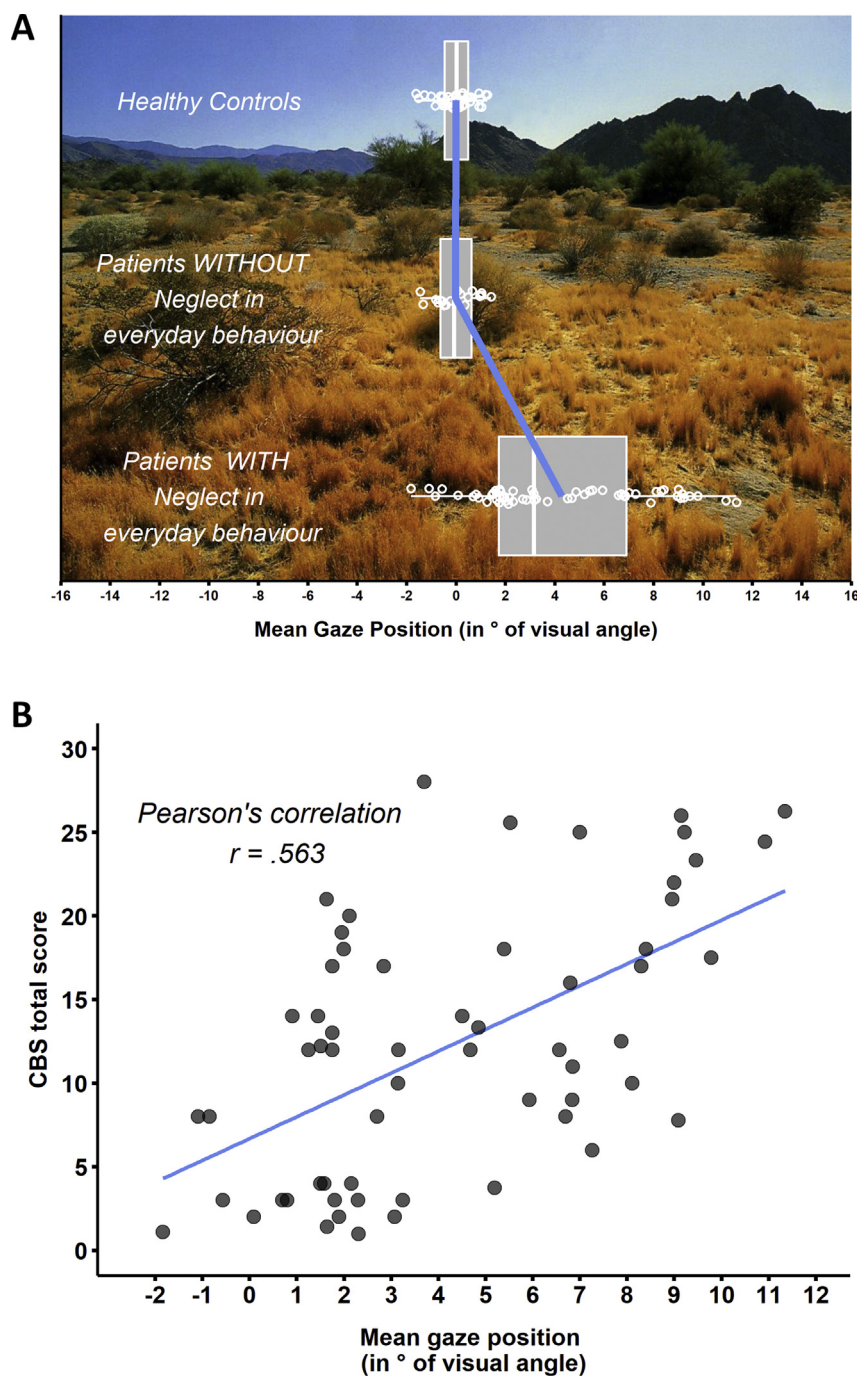 A
Healthy Controls
Patients WITHOUT
Neglect in
everyday behaviour
Patients WITH
Neglect in
everyday behaviour
-16 -14 -12 -10 -8 -6 -4 -2 0 2 4 6 8 10 12 14 16
Mean Gaze Position (in ° of visual angle)
B
Pearson's correlation
r = .563
CBS total score
30
25
20
15
10
5
0
-2 -1 0 1 2 3 4 5 6 7 8 9 10 11 12
Mean gaze position
(in ° of visual angle)